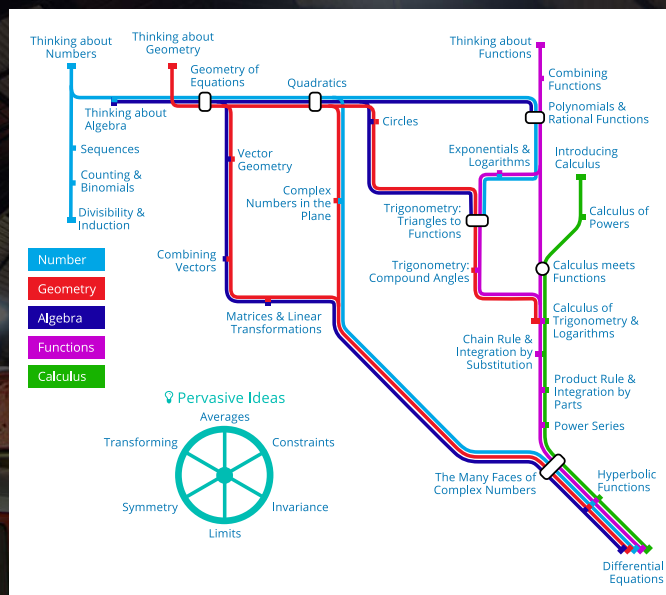 Thinking about
Numbers
Thinking about
Geometry
Thinking about
Functions
Geometry of
Equations
Quadratics
Combining
Functions
Thinking about
Algebra
Polynomials &
Rational Functions
Circles
Sequences
Vector
Geometry
Exponentials &
Logarithms
Introducing
Calculus
Counting &
Binomials
Complex
Numbers in the
Plane
Divisibility &
Induction
Trigonometry:
Triangles to
Functions
Calculus of
Powers
Number
Geometry
Algebra
Functions
Calculus
Combining
Vectors
Trigonometry:
Compound Angles
Calculus meets
Functions
Matrices & Linear
Transformations
Calculus of
Trigonometry &
Logarithms
Chain Rule &
Integration by
Substitution
Product Rule &
Integration by
Parts
Power Series
Pervasive Ideas
Averages
Transforming
Constraints
Symmetry
Invariance
Limits
The Many Faces of
Complex Numbers
Hyperbolic
Functions
Differential
Equations